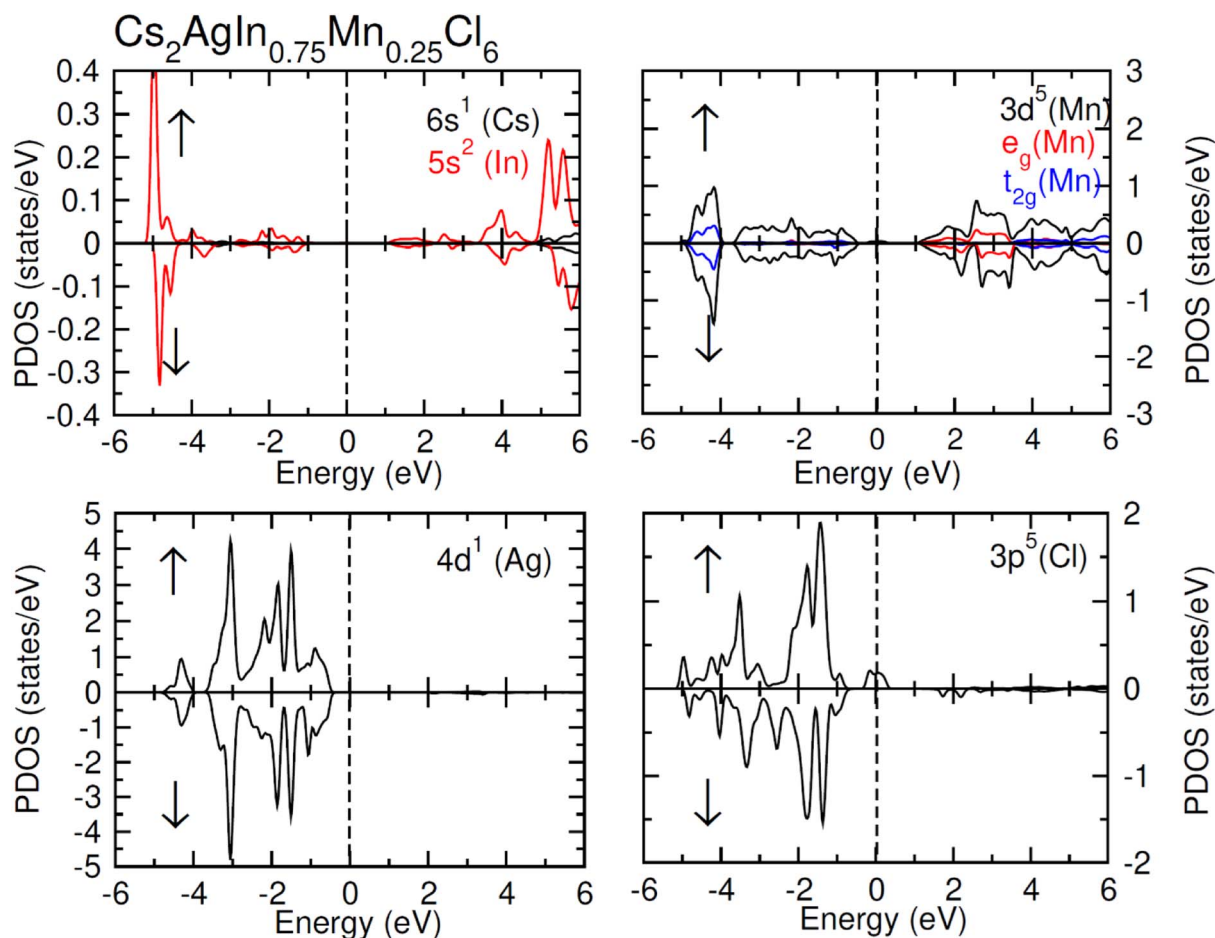 Cs2AgIn0.75Mn0.25Cl6
0.4
0.3
0.2
0.1
0
-0.1
-0.2
-0.3
-0.4
PDOS (states/eV)
6s1 (Cs)
5s2 (In)
-6 -4 -2 0 2 4 6
Energy (eV)
3d5(Mn)
eg(Mn)
t2g(Mn)
3
2
1
0
-1
-2
-3
PDOS (states/eV)
-6 -4 -2 0 2 4 6
Energy (eV)
5
4
3
2
1
0
-1
-2
-3
-4
-5
PDOS (states/eV)
4d1 (Ag)
-6 -4 -2 0 2 4 6
Energy (eV)
3p5(Cl)
2
1
0
-1
-2
PDOS (states/eV)
-6 -4 -2 0 2 4 6
Energy (eV)